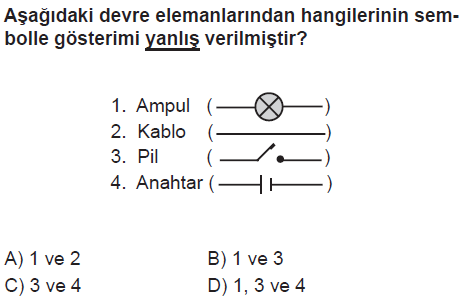 Aşağıdaki devre elemanlarından hangilerinin sem-
bolle gösterimi yanlış verilmiştir?
1. Ampul ( )
2. Kablo ( )
3. Pil ( )
4. Anahtar ( )
A) 1 ve 2 B) 1 ve 3
C) 3 ve 4 D) 1, 3 ve 4